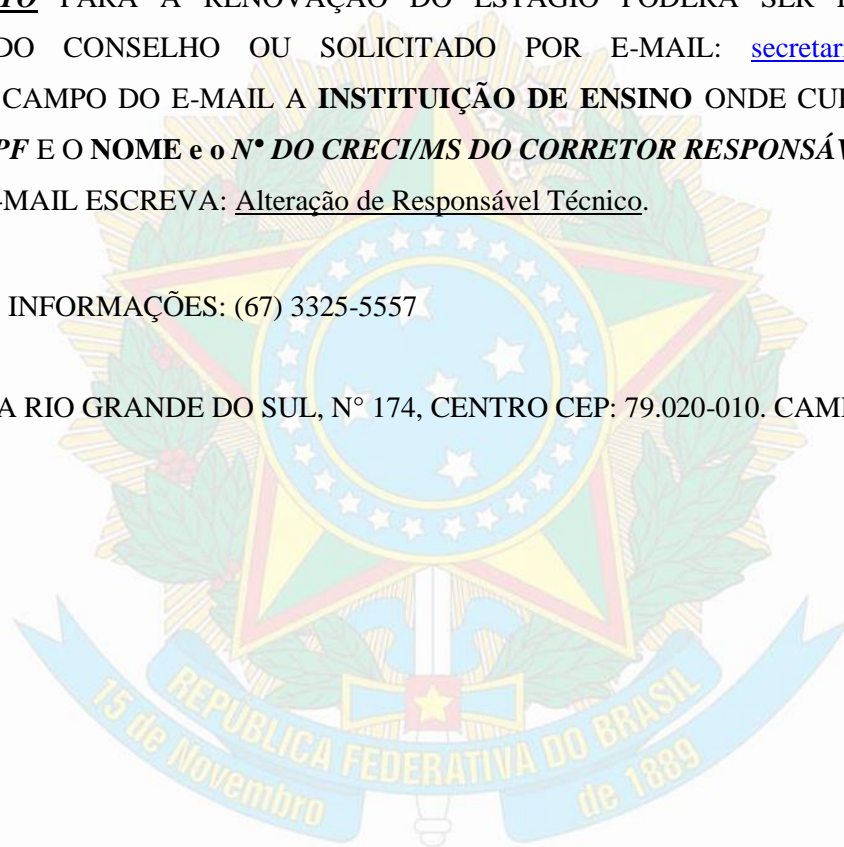 TO PARA A RENOVAÇÃO DO ESTÁGIO PODERÁ SER
DO CONSELHO OU SOLICITADO POR E-MAIL: secretar
CAMPO DO E-MAIL A INSTITUIÇÃO DE ENSINO ONDE CU
PF E O NOME e o Nº DO CRECI/MS DO CORRETOR RESPONSÁV
-MAIL ESCREVA: Alteração de Responsável Técnico.
INFORMAÇÕES: (67) 3325-5557
A RIO GRANDE DO SUL, N° 174, CENTRO CEP: 79.020-010. CAM
REPÚBLICA FEDERATIVA DO BRASIL
15 de Novembro de 1889